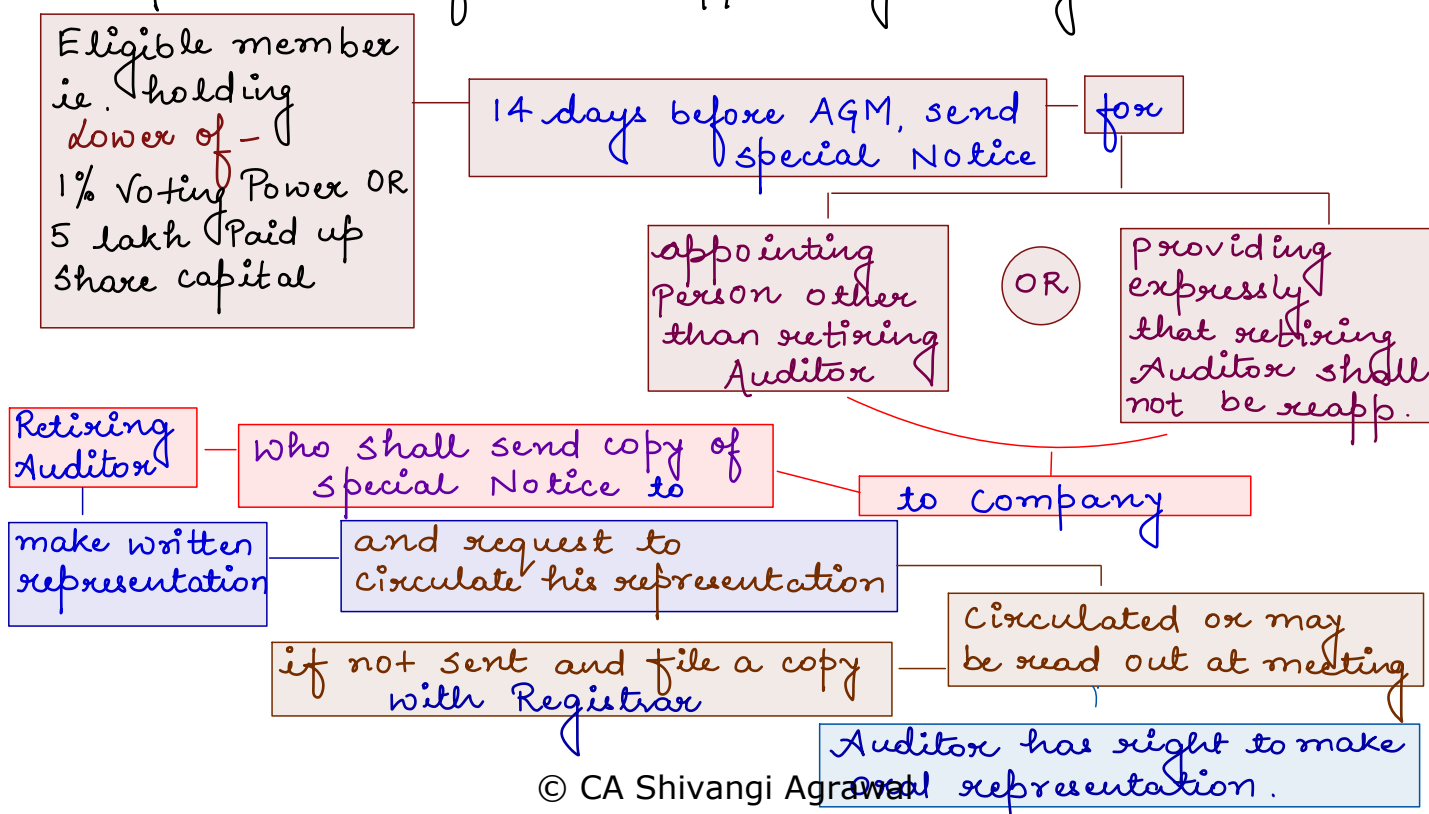 Eligible member
ie. holding
Lower of -
1% Voting Power OR
5 lakh Paid up
share capital
14 days before AGM, send
special Notice
for
appointing
Person other
than retiring
Auditor
OR
providing
expressly
that retiring
Auditor shall
not be reapp.
to Company
who shall send copy of
special Notice to
Retiring
Auditor
make written
representation
and request to
circulate his representation
Circulated or may
be read out at meeting
if not sent and file a copy
with Registrar
Auditor has right to make
oral representation.
© CA Shivangi Agrawal